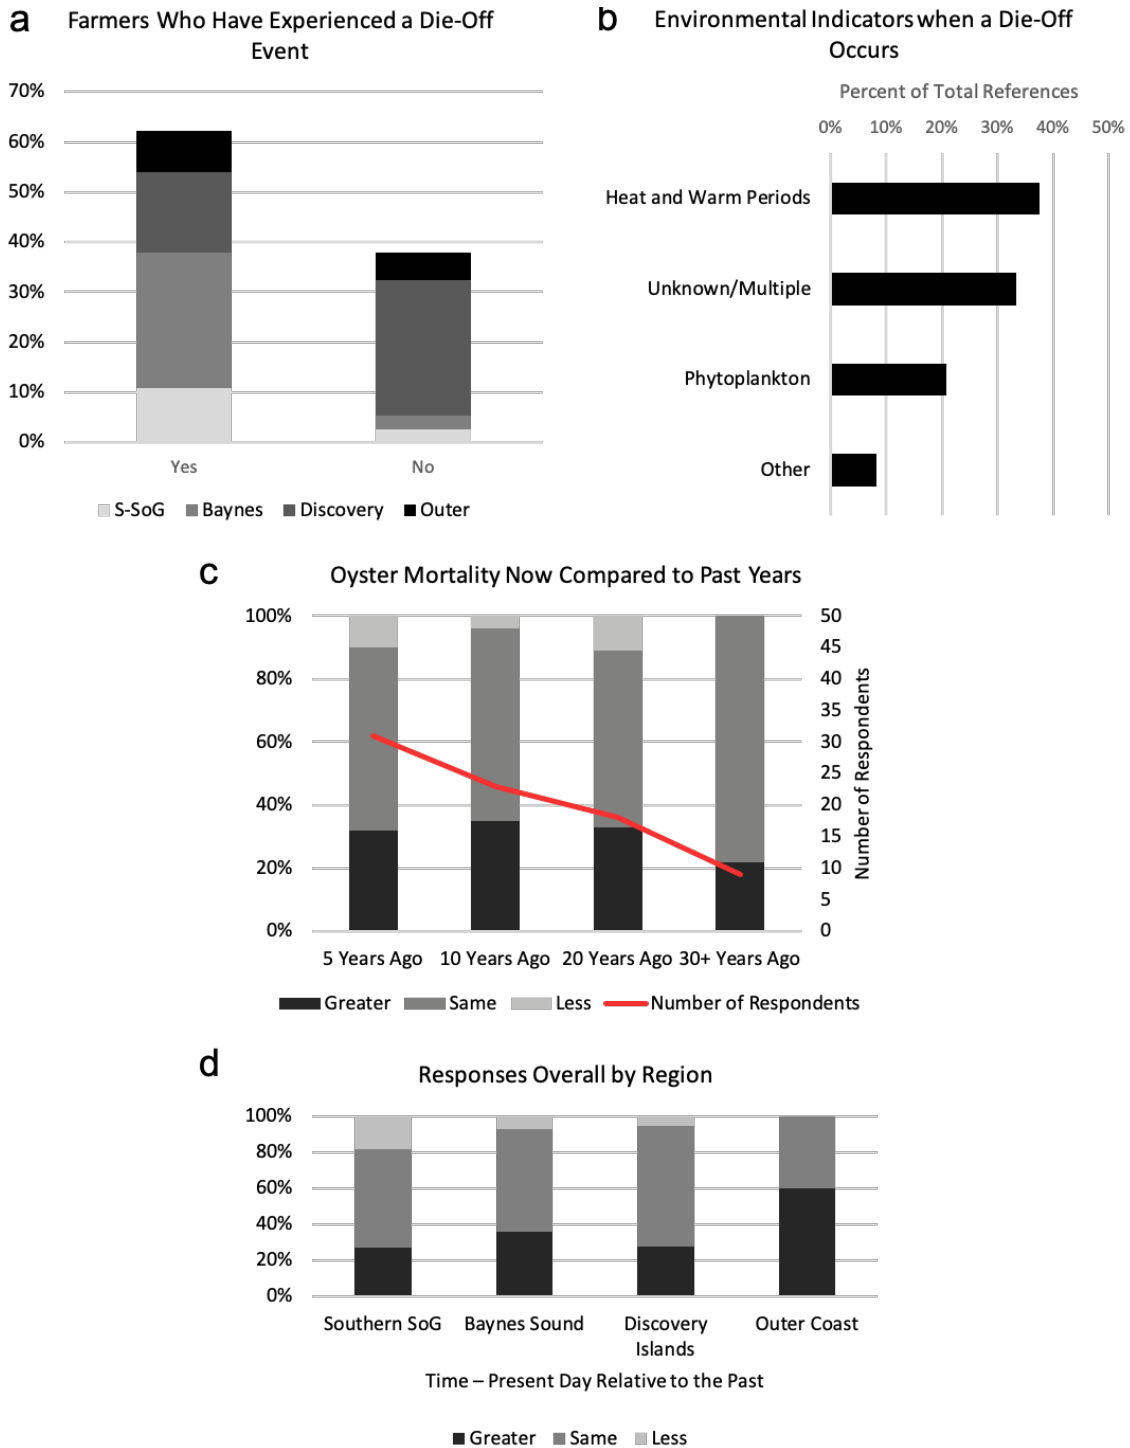 a
Farmers Who Have Experienced a Die-Off
Event
70%
60%
50%
40%
30%
20%
10%
0%
Yes
No
S-SoG
Baynes
Discovery
Outer
b
Environmental Indicators when a Die-Off
Occurs
Percent of Total References
0% 10% 20% 30% 40% 50%
Heat and Warm Periods
Unknown/Multiple
Phytoplankton
Other
c
Oyster Mortality Now Compared to Past Years
100%
80%
60%
40%
20%
0%
50
45
40
35
30
25
20
15
10
5
0
Number of Respondents
5 Years Ago 10 Years Ago 20 Years Ago 30+ Years Ago
Greater Same Less Number of Respondents
d
Responses Overall by Region
100%
80%
60%
40%
20%
0%
Southern SoG
Baynes Sound
Discovery
Islands
Outer Coast
Time – Present Day Relative to the Past
Greater Same Less